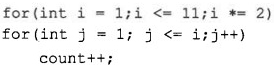 for(int i = 1;i <= 11;i *= 2)
for(int j = 1; j <= i;j++)
count++;